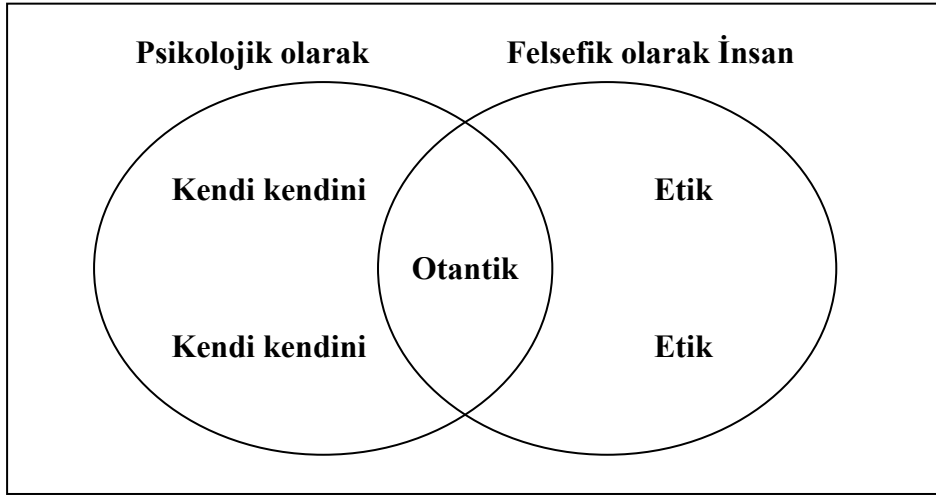 Psikolojik olarak
Felsefik olarak İnsan
Kendi kendini
Etik
Otantik
Kendi kendini
Etik